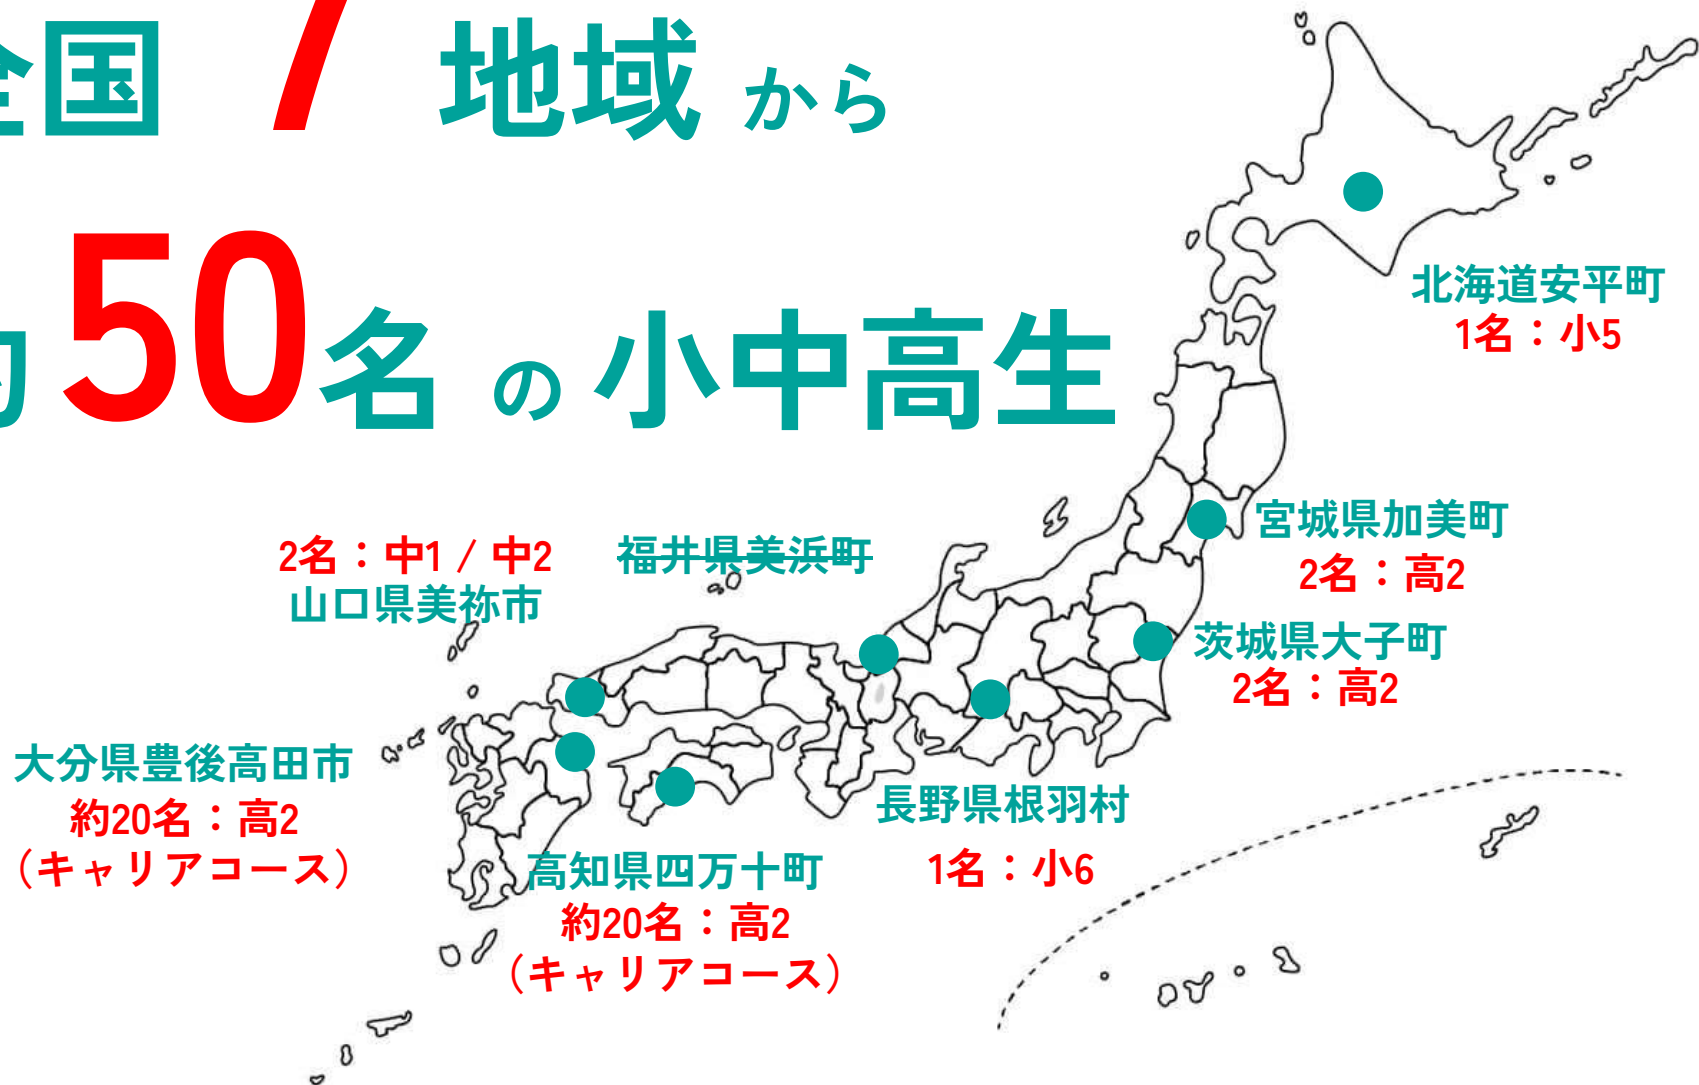 全国 7 地域 から
約50名 の 小中高生
北海道安平町
1名：小5
宮城県加美町
2名：高2
茨城県大子町
2名：高2
福井県美浜町
2名：中1 / 中2
山口県美祢市
長野県根羽村
1名：小6
大分県豊後高田市
約20名：高2
（キャリアコース）
高知県四万十町
約20名：高2
（キャリアコース）